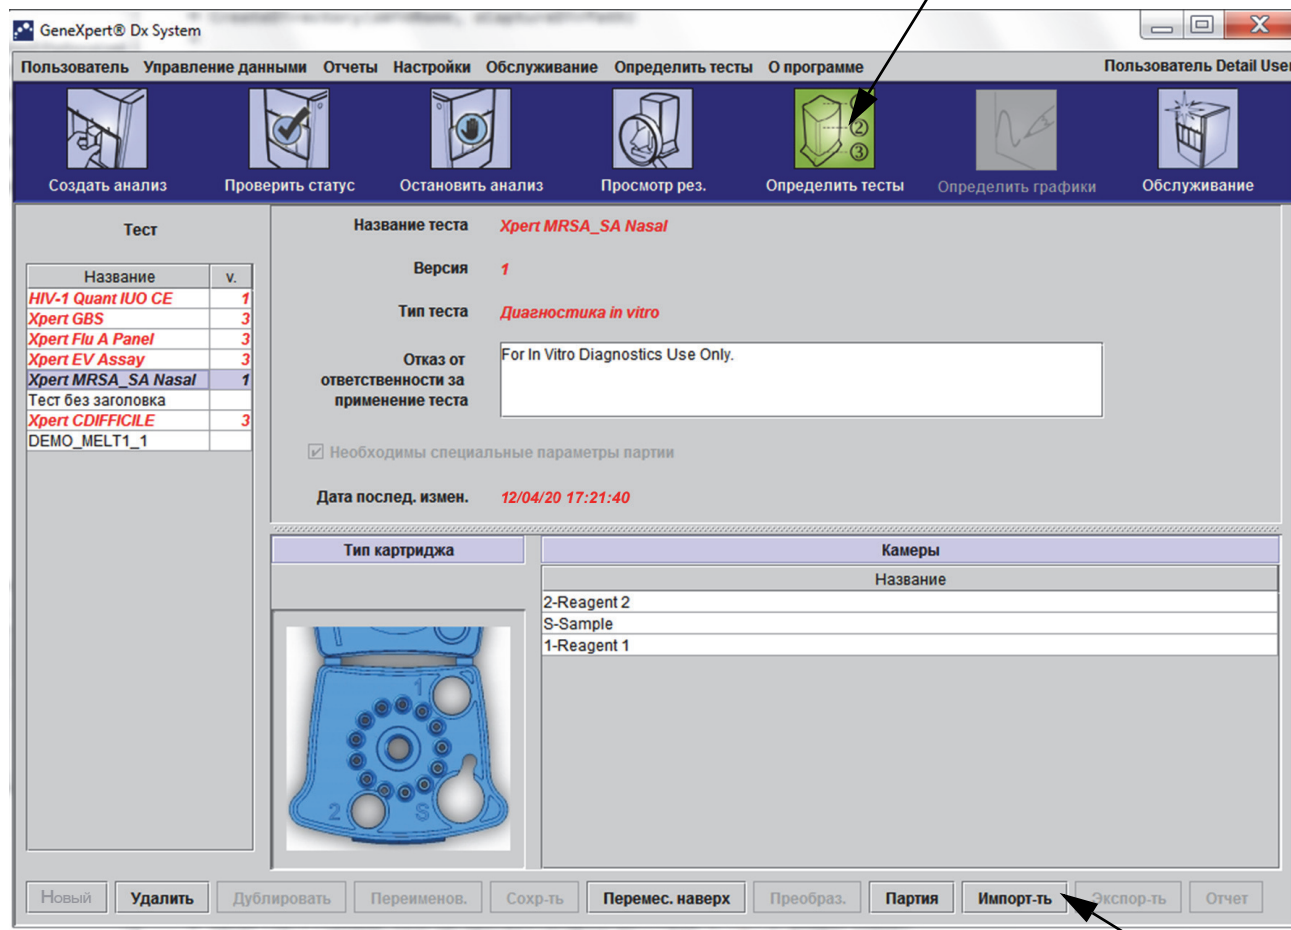 GeneXpert® Dx System
Пользователь Управление данными Отчеты Настройки Обслуживание Определить тесты О программе Пользователь Detail User
Создать анализ Проверить статус Остановить анализ Просмотр рез. Определить тесты Определить графики Обслуживание
Тест
Название v.
HIV-1 Quant IUO CE 1
Xpert GBS 3
Xpert Flu A Panel 3
Xpert EV Assay 3
Xpert MRSA_SA Nasal 1
Тест без заголовка
Xpert CDIFFICILE 3
DEMO_MELT1_1
Название теста Xpert MRSA_SA Nasal
Версия 1
Тип теста Диагностика in vitro
Отказ от
ответственности за
применение теста
For In Vitro Diagnostics Use Only.
Необходимы специальные параметры партии
Дата послед. измен. 12/04/20 17:21:40
Тип картриджа
Камеры
Название
2-Reagent 2
S-Sample
1-Reagent 1
1
2 S
Новый Удалить Дублировать Переименов. Сохр-ть Перемес. наверх Преобраз. Партия Импорт-ть Экспор-ть Отчет